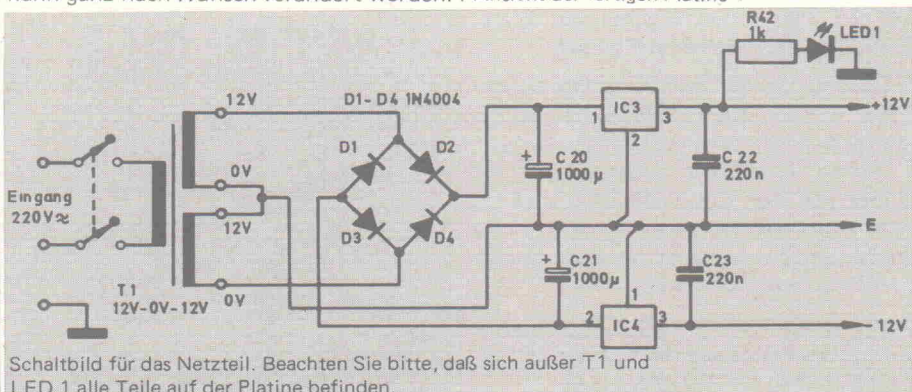 R42
1k
LED1
12V
D1-D4 1N4004
IC3
1
3
2
+12V
D1
D2
+
C 20
1000 µ
C 22
220n
0V
Eingang
220V≈
12V
E
D3
D4
+
C21
1000µ
C23
220n
1
0V
T1
12V-0V-12V
2
IC4
3
-12V
Schaltbild für das Netzteil. Beachten Sie bitte, daß sich außer T1 und
LED 1 alle Teile auf der Platine befinden